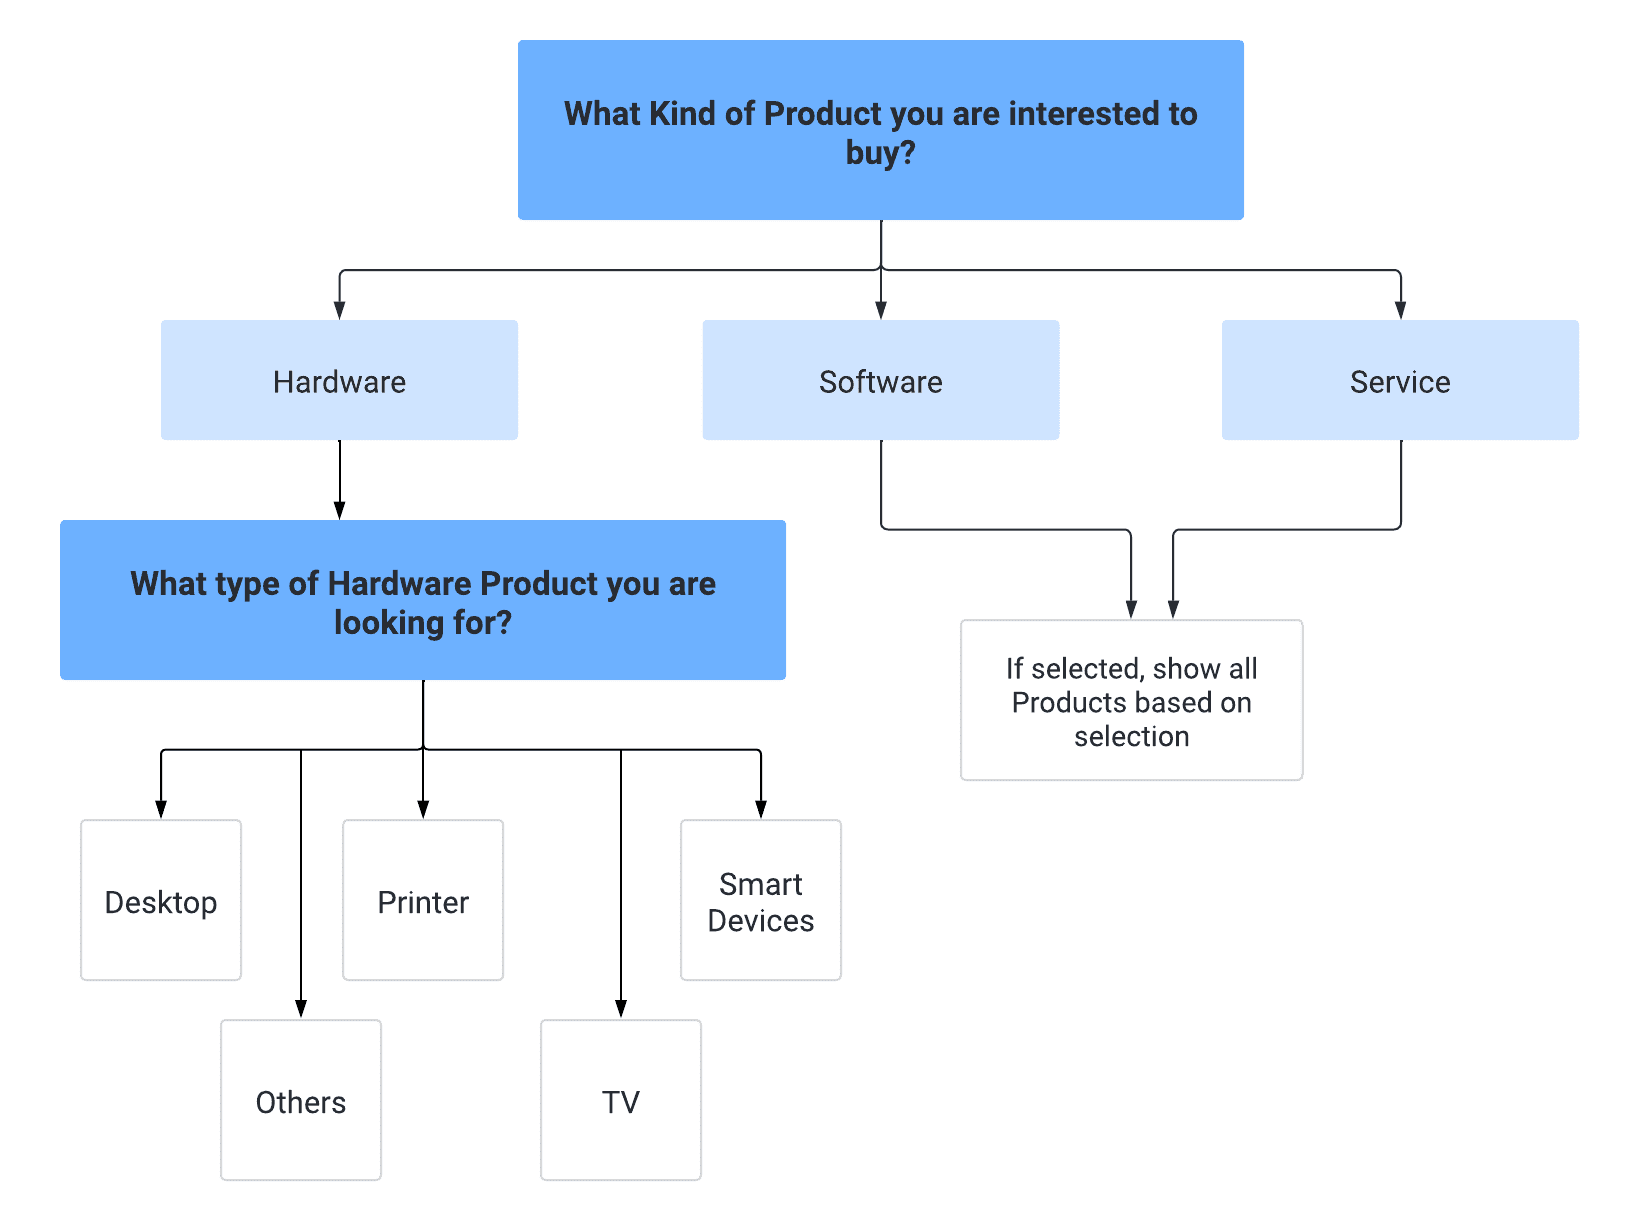 What Kind of Product you are interested to
buy?
Hardware
Software
Service
What type of Hardware Product you are
looking for?
If selected, show all
Products based on
selection
Desktop
Printer
Smart
Devices
Others
TV